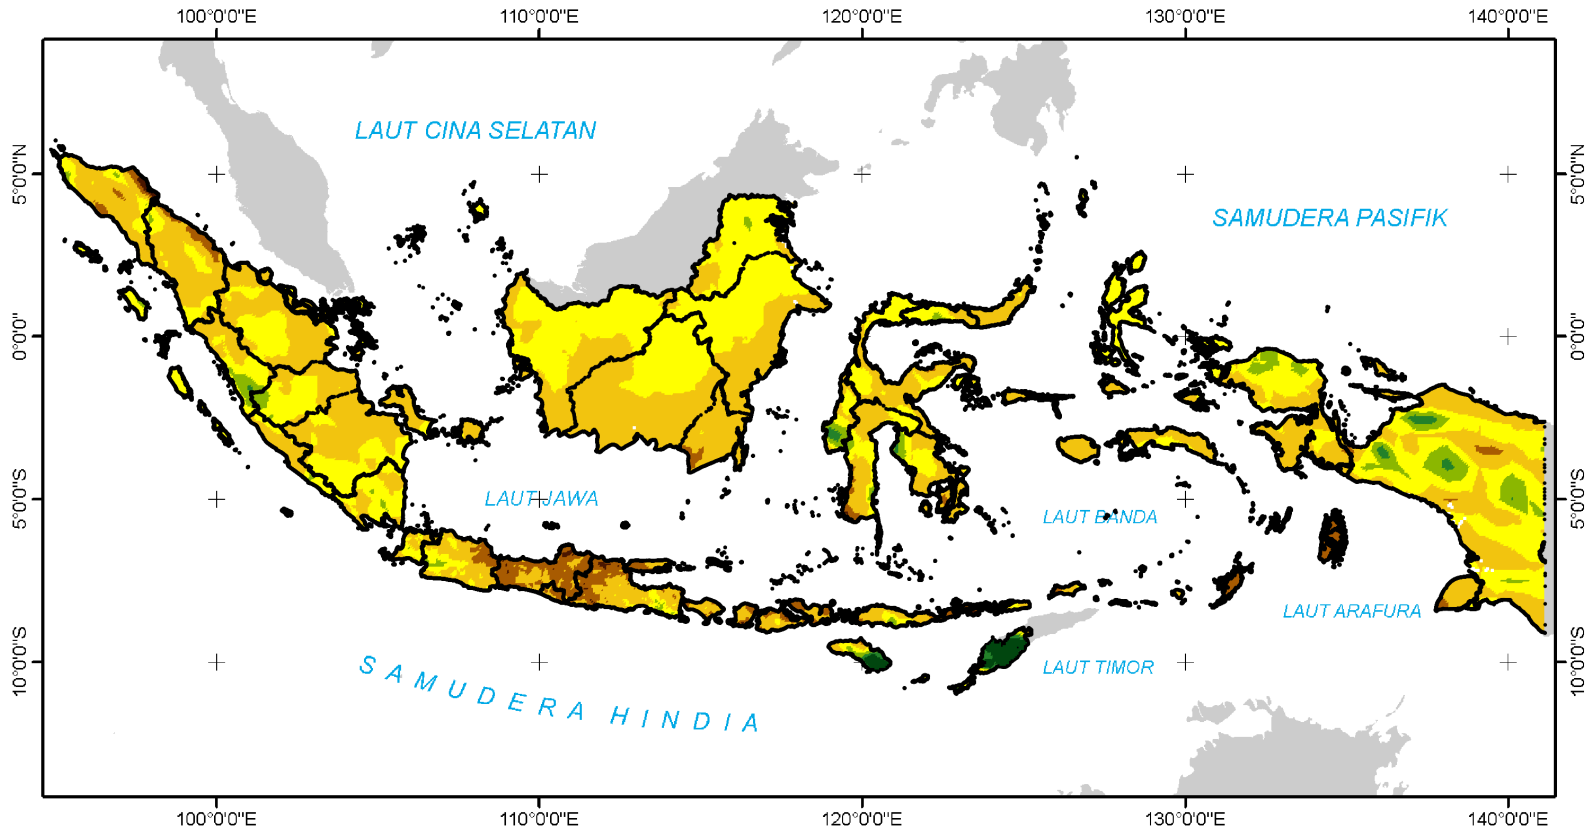 100°0'0"E 110°0'0"E 120°0'0"E 130°0'0"E 140°0'0"E
LAUT CINA SELATAN
5°0'0"N 5°0'0"N
SAMUDERA PASIFIK
0°0'0" 0°0'0"
5°0'0"S 5°0'0"S
LAUT JAWA
LAUT BANDA
LAUT ARAFURA
10°0'0"S 10°0'0"S
LAUT TIMOR
SAMUDERA HINDIA
100°0'0"E 110°0'0"E 120°0'0"E 130°0'0"E 140°0'0"E